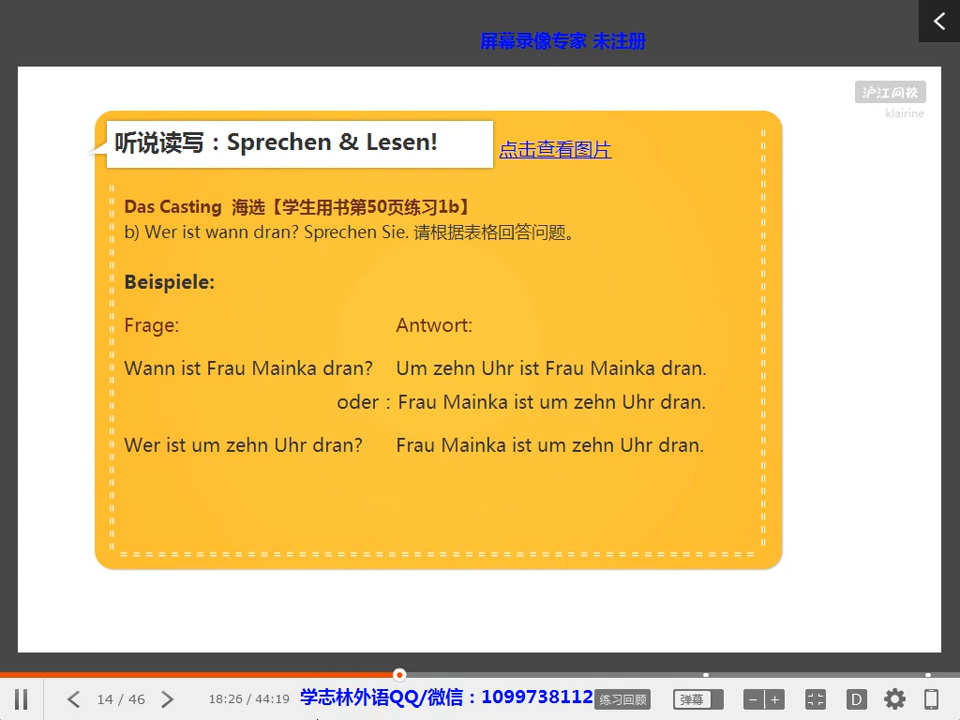 屏幕录像专家 未注册
沪江网校
klairine
听说读写：Sprechen & Lesen!
点击查看图片
Das Casting 海选【学生用书第50页练习1b】
b) Wer ist wann dran? Sprechen Sie. 请根据表格回答问题。
Beispiele:
Frage: Antwort:
Wann ist Frau Mainka dran? Um zehn Uhr ist Frau Mainka dran.
oder：Frau Mainka ist um zehn Uhr dran.
Wer ist um zehn Uhr dran? Frau Mainka ist um zehn Uhr dran.
14 / 46 18:26 / 44:19 学志林外语QQ/微信：1099738112 练习回顾 弹幕 D